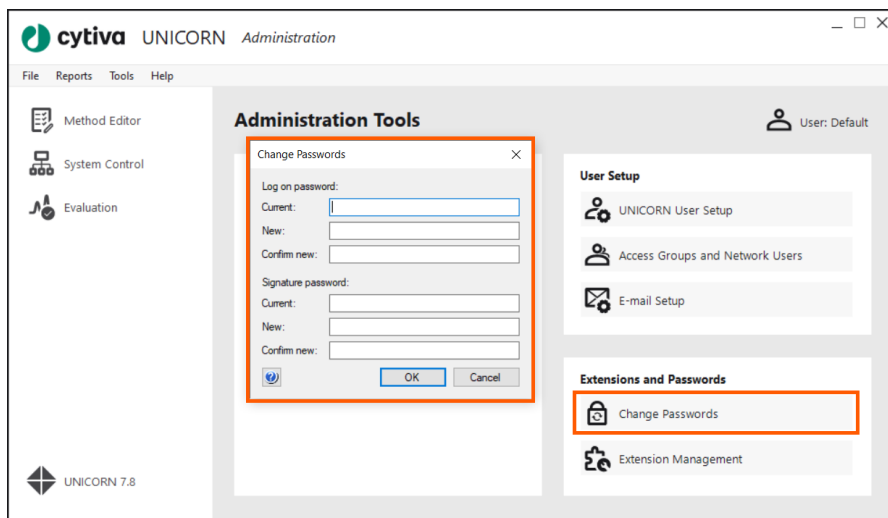 cytiva UNICORN Administration
File Reports Tools Help
Method Editor
System Control
Evaluation
UNICORN 7.8
Administration Tools
User: Default
Change Passwords
Log on password:
Current:
New:
Confirm new:
Signature password:
Current:
New:
Confirm new:
OK Cancel
User Setup
UNICORN User Setup
Access Groups and Network Users
E-mail Setup
Extensions and Passwords
Change Passwords
Extension Management